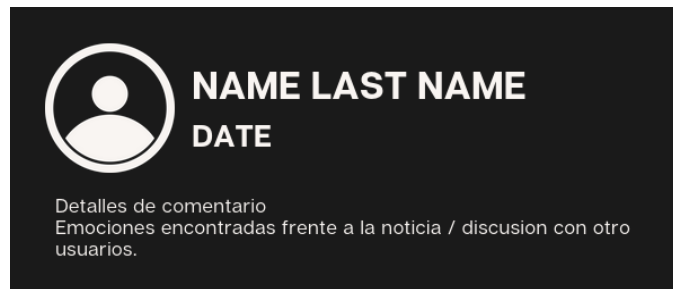 NAME LAST NAME
DATE
Detalles de comentario
Emociones encontradas frente a la noticia / discusion con otro
usuarios.